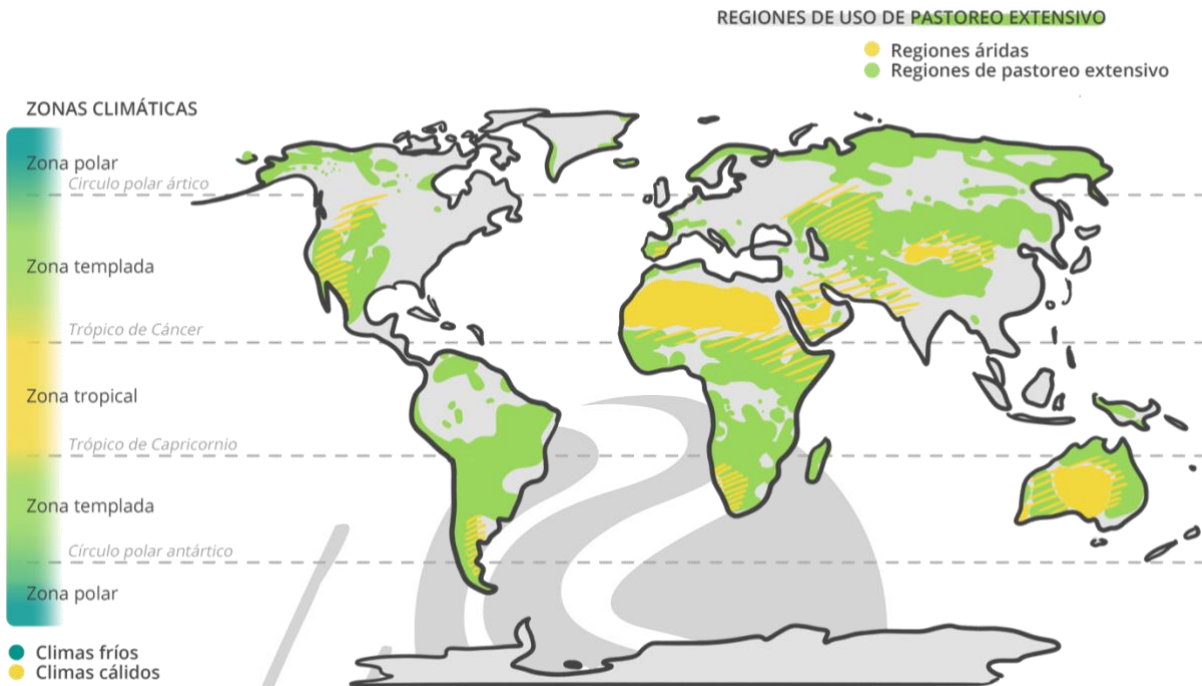 REGIONES DE USO DE PASTOREO EXTENSIVO
Regiones áridas
Regiones de pastoreo extensivo
ZONAS CLIMÁTICAS
Zona polar
Círculo polar ártico
Zona templada
Trópico de Cáncer
Zona tropical
Trópico de Capricornio
Zona templada
Círculo polar antártico
Zona polar
Climas fríos
Climas cálidos